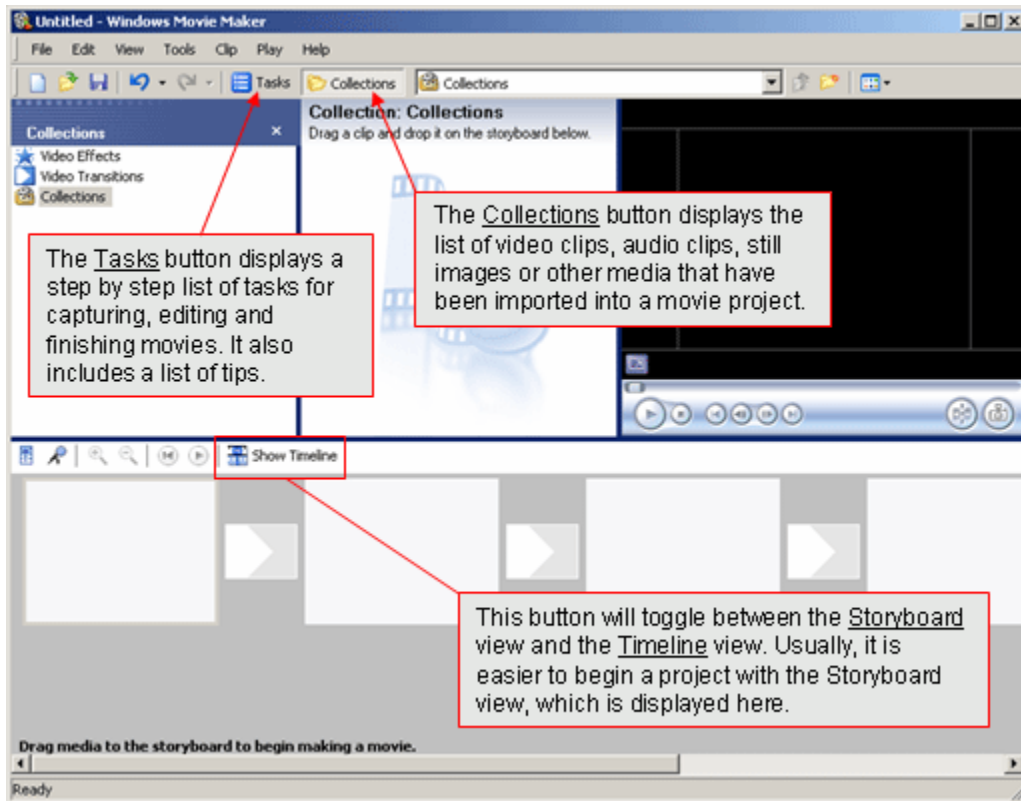 Untitled - Windows Movie Maker
File Edit View Tools Clip Play Help
Tasks Collections Collections
Collections
Video Effects
Video Transitions
Collections
Collection: Collections
Drag a clip and drop it on the storyboard below.
The Tasks button displays a
step by step list of tasks for
capturing, editing and
finishing movies. It also
includes a list of tips.
The Collections button displays the
list of video clips, audio clips, still
images or other media that have
been imported into a movie project.
Show Timeline
This button will toggle between the Storyboard
view and the Timeline view. Usually, it is
easier to begin a project with the Storyboard
view, which is displayed here.
Drag media to the storyboard to begin making a movie.
Ready